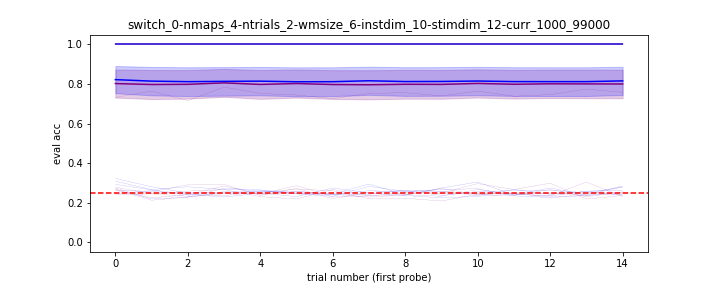 switch_0-nmaps_4-ntrials_2-wmsize_6-instdim_10-stimdim_12-curr_1000_99000
1.0
0.8
0.6
0.4
0.2
0.0
eval acc
0 2 4 6 8 10 12 14
trial number (first probe)